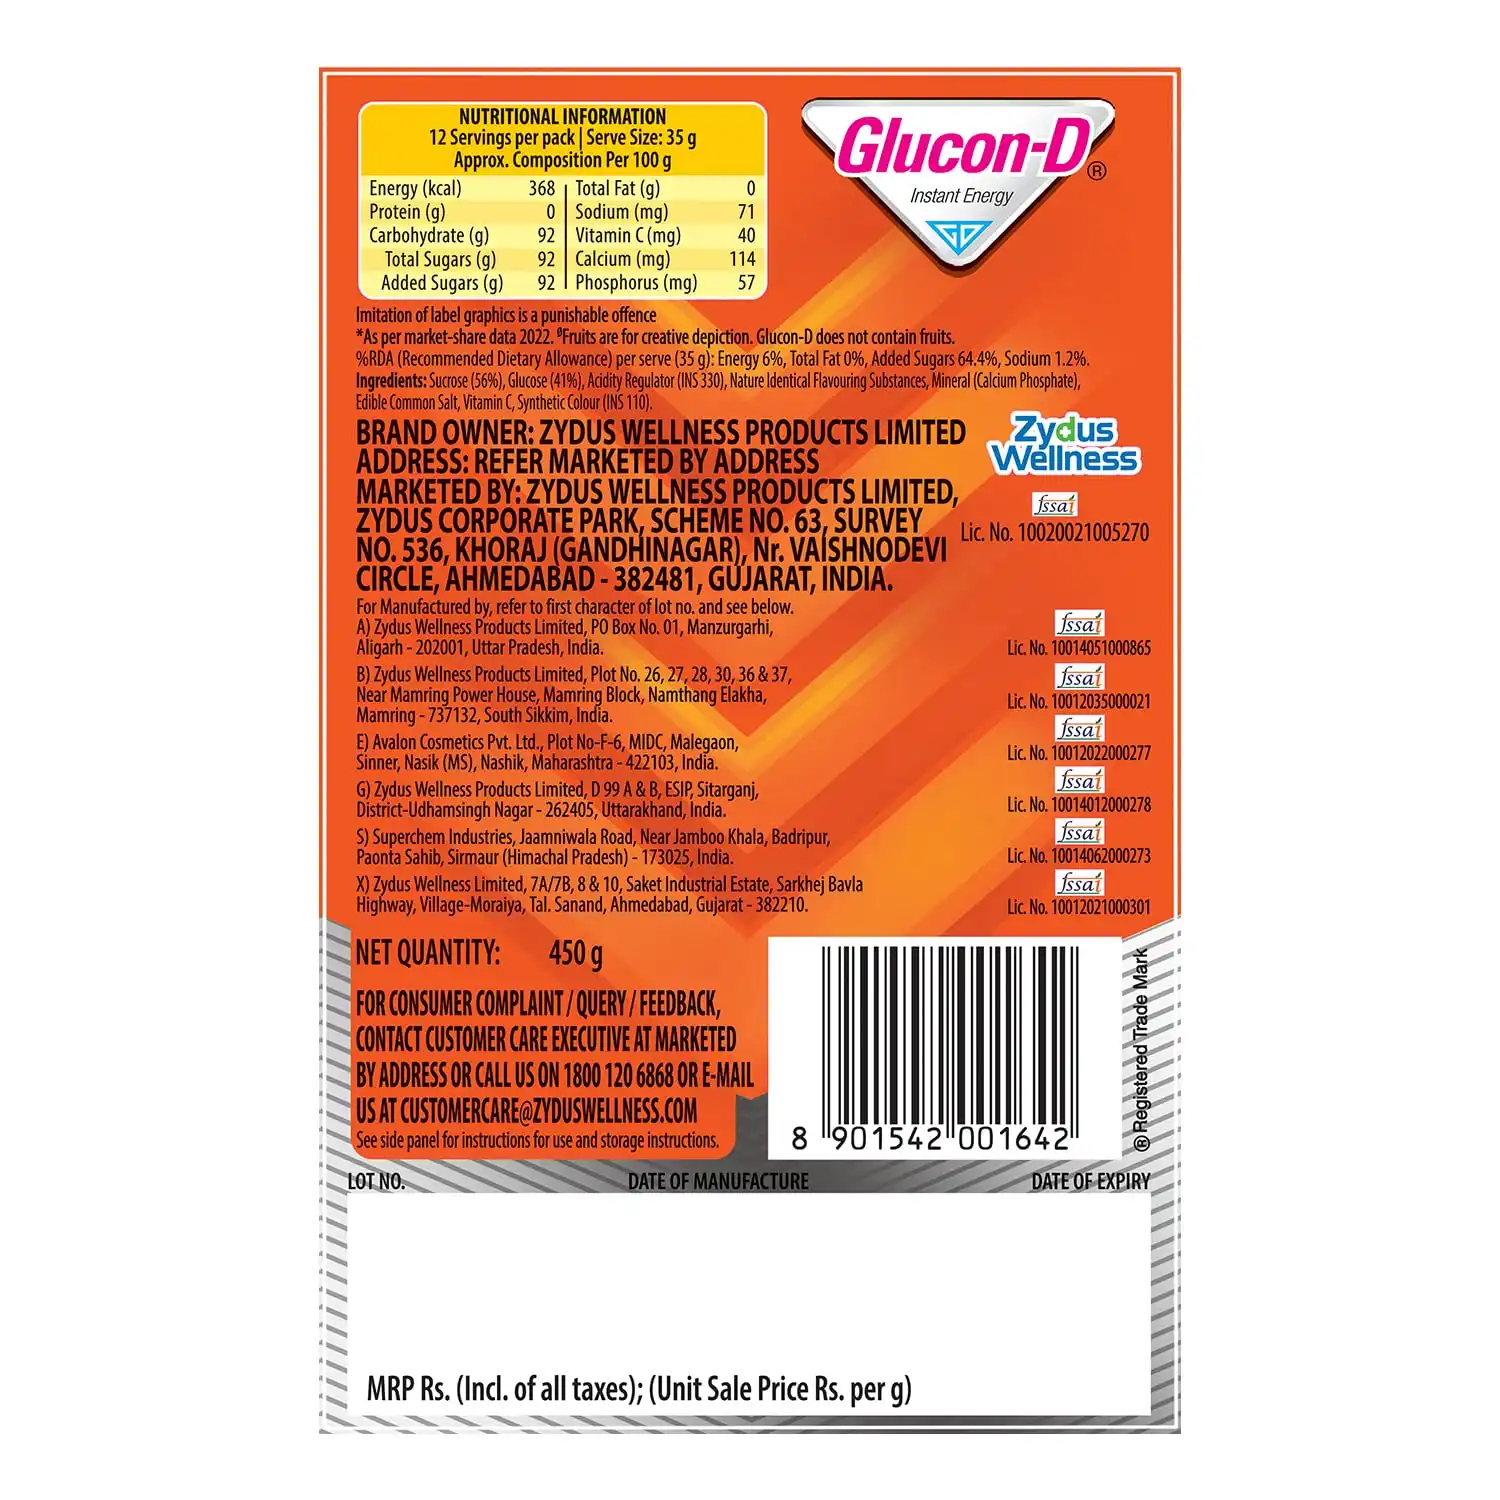 NUTRITIONAL INFORMATION
12 Servings per pack | Serve Size: 35 g
Approx. Composition Per 100 g
Energy (kcal) 368
Protein (g) 0
Carbohydrate (g) 92
Total Sugars (g) 92
Added Sugars (g) 92
Total Fat (g) 0
Sodium (mg) 71
Vitamin C (mg) 40
Calcium (mg) 114
Phosphorus (mg) 57
Glucon-D®
Instant Energy
GD
Imitation of label graphics is a punishable offence
*As per market-share data 2022. øFruits are for creative depiction. Glucon-D does not contain fruits.
%RDA (Recommended Dietary Allowance) per serve (35 g): Energy 6%, Total Fat 0%, Added Sugars 64.4%, Sodium 1.2%.
Ingredients: Sucrose (56%), Glucose (41%), Acidity Regulator (INS 330), Nature Identical Flavouring Substances, Mineral (Calcium Phosphate),
Edible Common Salt, Vitamin C, Synthetic Colour (INS 110).
BRAND OWNER: ZYDUS WELLNESS PRODUCTS LIMITED
ADDRESS: REFER MARKETED BY ADDRESS
MARKETED BY: ZYDUS WELLNESS PRODUCTS LIMITED,
ZYDUS CORPORATE PARK, SCHEME NO. 63, SURVEY
NO. 536, KHORAJ (GANDHINAGAR), Nr. VAISHNODEVI
CIRCLE, AHMEDABAD - 382481, GUJARAT, INDIA.
Zydus
Wellness
fssai
Lic. No. 10020021005270
For Manufactured by, refer to first character of lot no. and see below.
A) Zydus Wellness Products Limited, PO Box No. 01, Manzurgarhi,
Aligarh - 202001, Uttar Pradesh, India.
fssai
Lic. No. 10014051000865
B) Zydus Wellness Products Limited, Plot No. 26, 27, 28, 30, 36 & 37,
Near Mamring Power House, Mamring Block, Namthang Elakha,
Mamring - 737132, South Sikkim, India.
fssai
Lic. No. 10012035000021
E) Avalon Cosmetics Pvt. Ltd., Plot No-F-6, MIDC, Malegaon,
Sinner, Nasik (MS), Nashik, Maharashtra - 422103, India.
fssai
Lic. No. 10012022000277
G) Zydus Wellness Products Limited, D 99 A & B, ESIP, Sitarganj,
District-Udhamsingh Nagar - 262405, Uttarakhand, India.
fssai
Lic. No. 10014012000278
S) Superchem Industries, Jaamniwala Road, Near Jamboo Khala, Badripur,
Paonta Sahib, Sirmaur (Himachal Pradesh) - 173025, India.
fssai
Lic. No. 10014062000273
X) Zydus Wellness Limited, 7A/7B, 8 & 10, Saket Industrial Estate, Sarkhej Bavla
Highway, Village-Moraiya, Tal. Sanand, Ahmedabad, Gujarat - 382210.
fssai
Lic. No. 10012021000301
NET QUANTITY: 450 g
FOR CONSUMER COMPLAINT / QUERY / FEEDBACK,
CONTACT CUSTOMER CARE EXECUTIVE AT MARKETED
BY ADDRESS OR CALL US ON 1800 120 6868 OR E-MAIL
US AT CUSTOMERCARE@ZYDUSWELLNESS.COM
See side panel for instructions for use and storage instructions.
8 901542 001642
® Registered Trade Mark
LOT NO. DATE OF MANUFACTURE DATE OF EXPIRY
MRP Rs. (Incl. of all taxes); (Unit Sale Price Rs. per g)